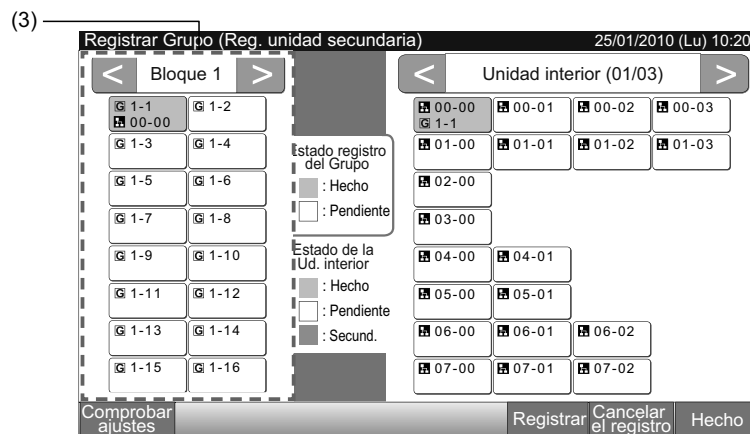 (3)
Registrar Grupo (Reg. unidad secundaria) 25/01/2010 (Lu) 10:20
< Bloque 1 >
< Unidad interior (01/03) >
G 1-1
00-00
G 1-2
G 1-3
G 1-4
G 1-5
G 1-6
G 1-7
G 1-8
G 1-9
G 1-10
G 1-11
G 1-12
G 1-13
G 1-14
G 1-15
G 1-16
Estado registro
del Grupo
: Hecho
: Pendiente
Estado de la
Ud. interior
: Hecho
: Pendiente
: Secund.
00-00
G 1-1
00-01
00-02
00-03
01-00
01-01
01-02
01-03
02-00
03-00
04-00
04-01
05-00
05-01
06-00
06-01
06-02
07-00
07-01
07-02
Comprobar
ajustes
Registrar
Cancelar
el registro
Hecho